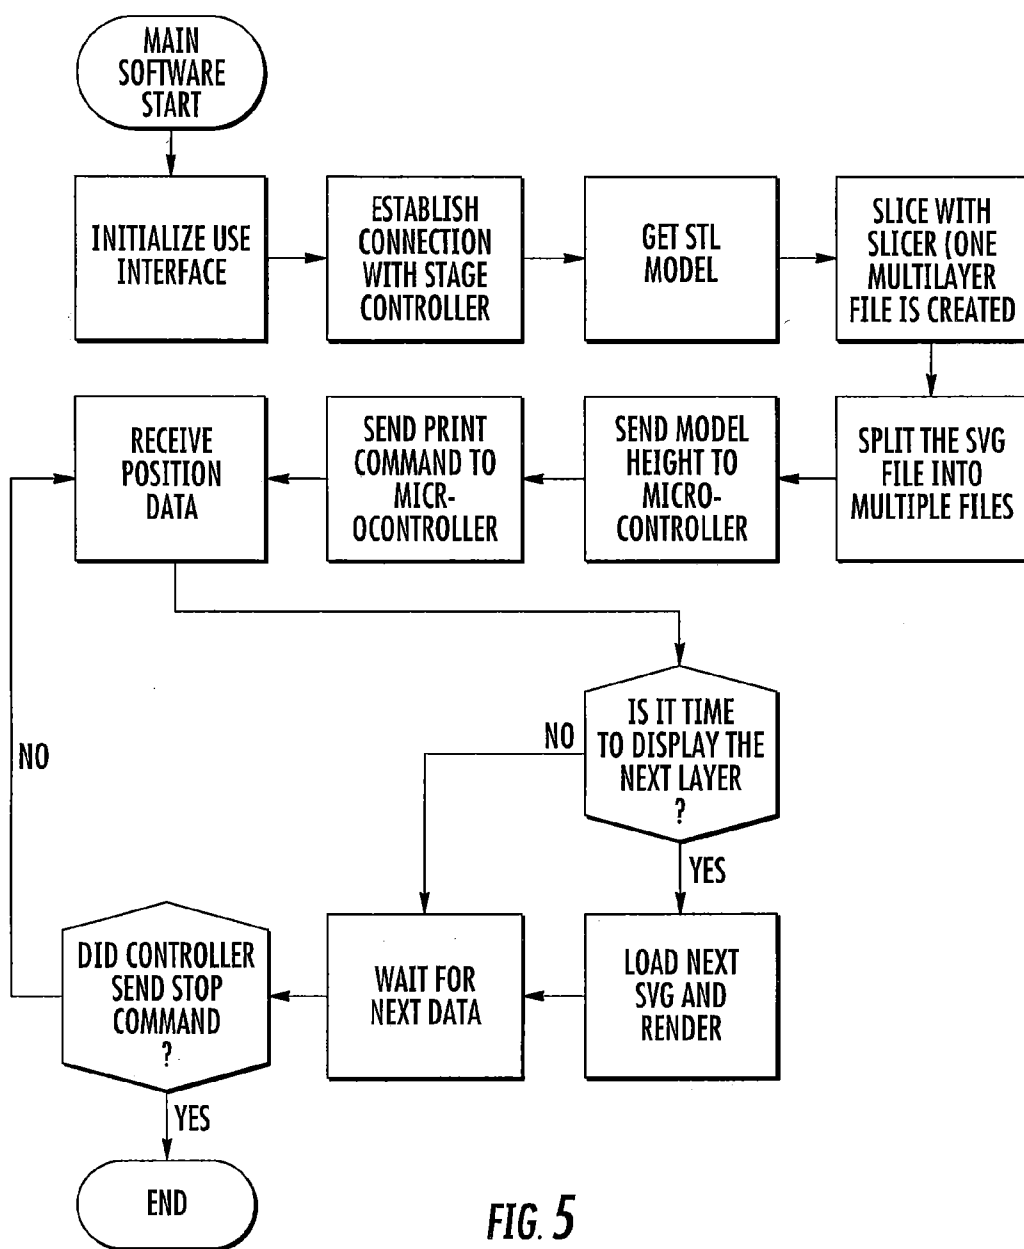 MAIN
SOFTWARE
START
INITIALIZE USE
INTERFACE
ESTABLISH
CONNECTION
WITH STAGE
CONTROLLER
GET STL
MODEL
SLICE WITH
SLICER (ONE
MULTILAYER
FILE IS CREATED
RECEIVE
POSITION
DATA
SEND PRINT
COMMAND TO
MICR-
OCONTROLLER
SEND MODEL
HEIGHT TO
MICRO-
CONTROLLER
SPLIT THE SVG
FILE INTO
MULTIPLE FILES
IS IT TIME
TO DISPLAY THE
NEXT LAYER
?
NO
NO
YES
DID CONTROLLER
SEND STOP
COMMAND
?
WAIT FOR
NEXT DATA
LOAD NEXT
SVG AND
RENDER
YES
END
FIG. 5